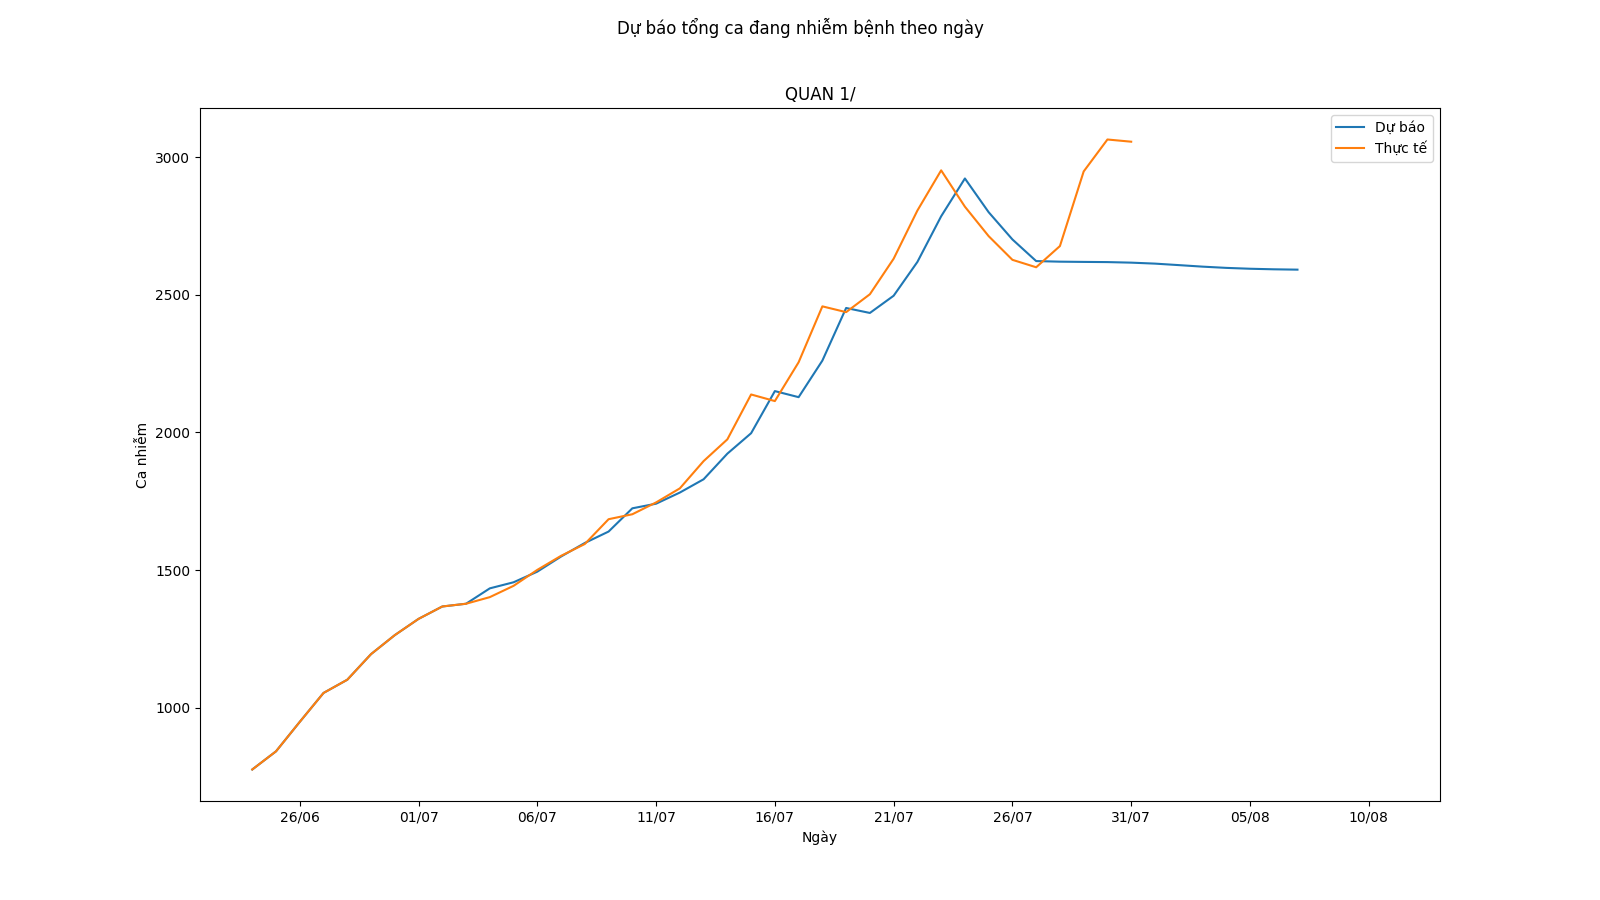 Dự báo tổng ca đang nhiễm bệnh theo ngày
QUAN 1/
Dự báo
Thực tế
3000
2500
2000
1500
1000
Ca nhiễm
26/06 01/07 06/07 11/07 16/07 21/07 26/07 31/07 05/08 10/08
Ngày